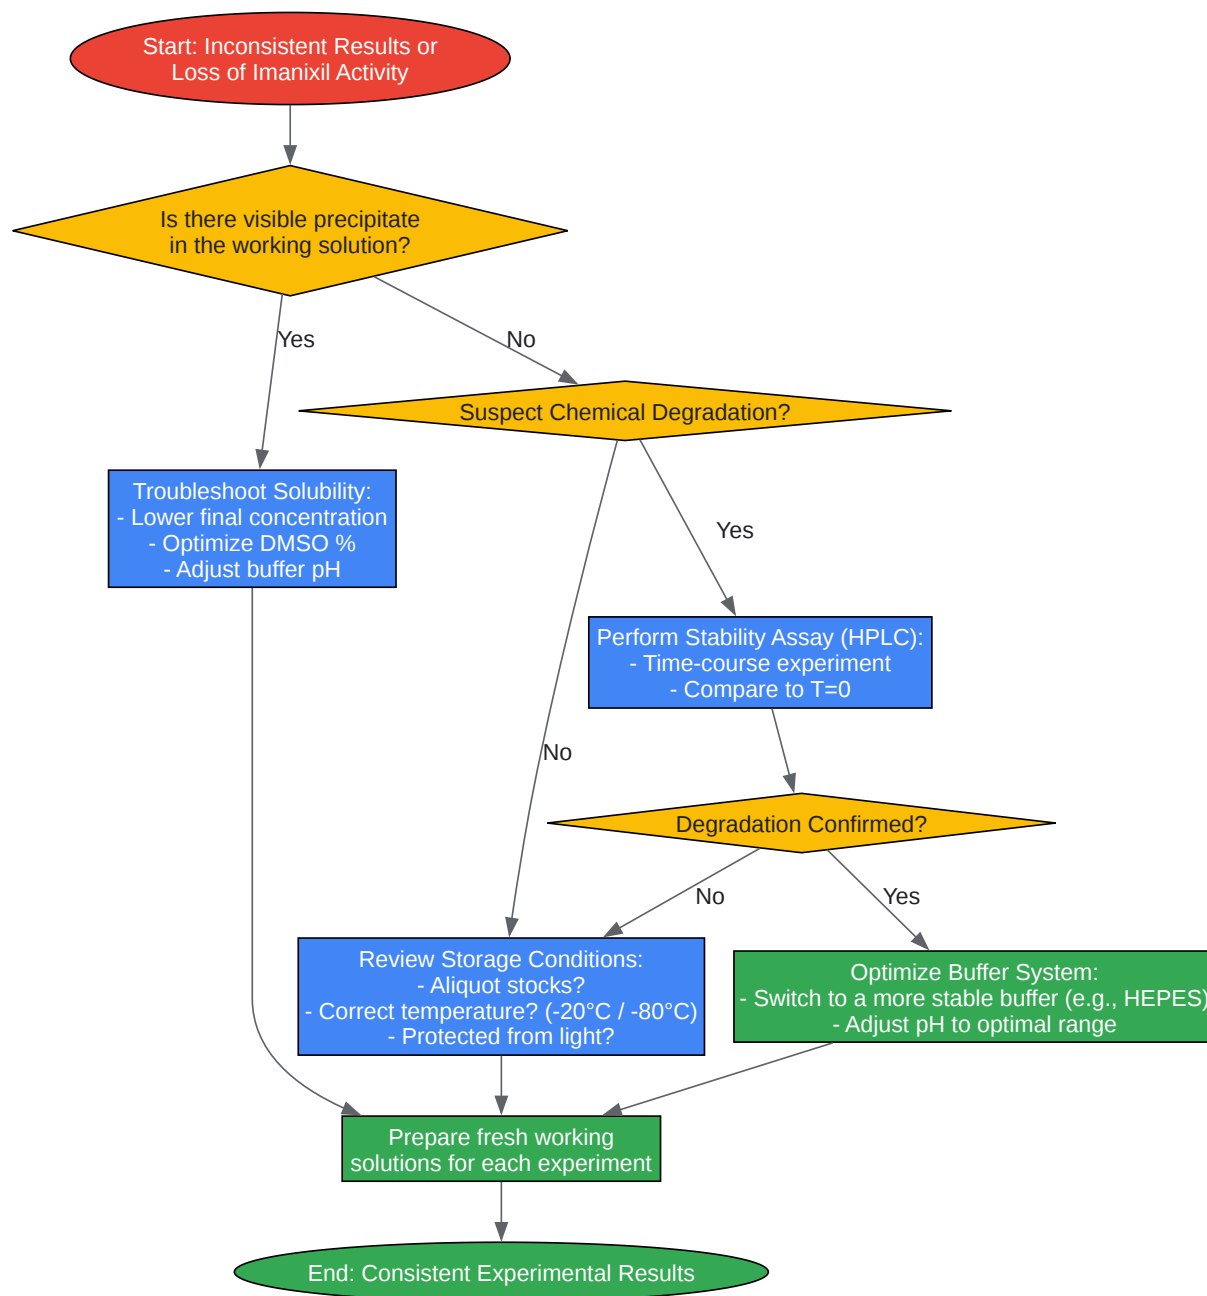 Start: Inconsistent Results or
Loss of Imanixil Activity
Is there visible precipitate
in the working solution?
Yes
No
Suspect Chemical Degradation?
Troubleshoot Solubility:
- Lower final concentration
- Optimize DMSO %
- Adjust buffer pH
Yes
Perform Stability Assay (HPLC):
- Time-course experiment
- Compare to T=0
No
Degradation Confirmed?
No
Yes
Review Storage Conditions:
- Aliquot stocks?
- Correct temperature? (-20°C / -80°C)
- Protected from light?
Optimize Buffer System:
- Switch to a more stable buffer (e.g., HEPES)
- Adjust pH to optimal range
Prepare fresh working
solutions for each experiment
End: Consistent Experimental Results